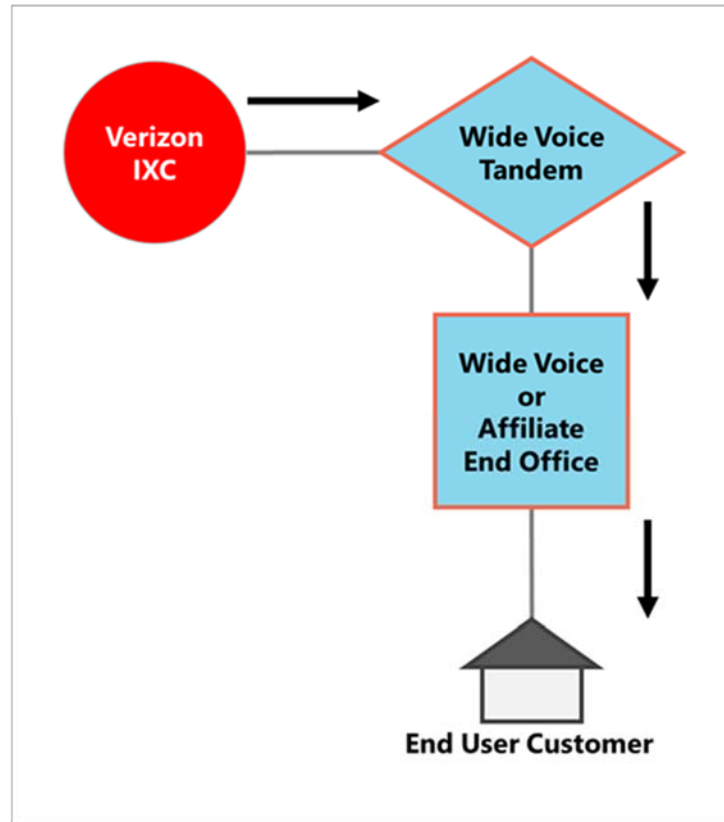 Verizon
IXC
Wide Voice
Tandem
Wide Voice
or
Affiliate
End Office
End User Customer